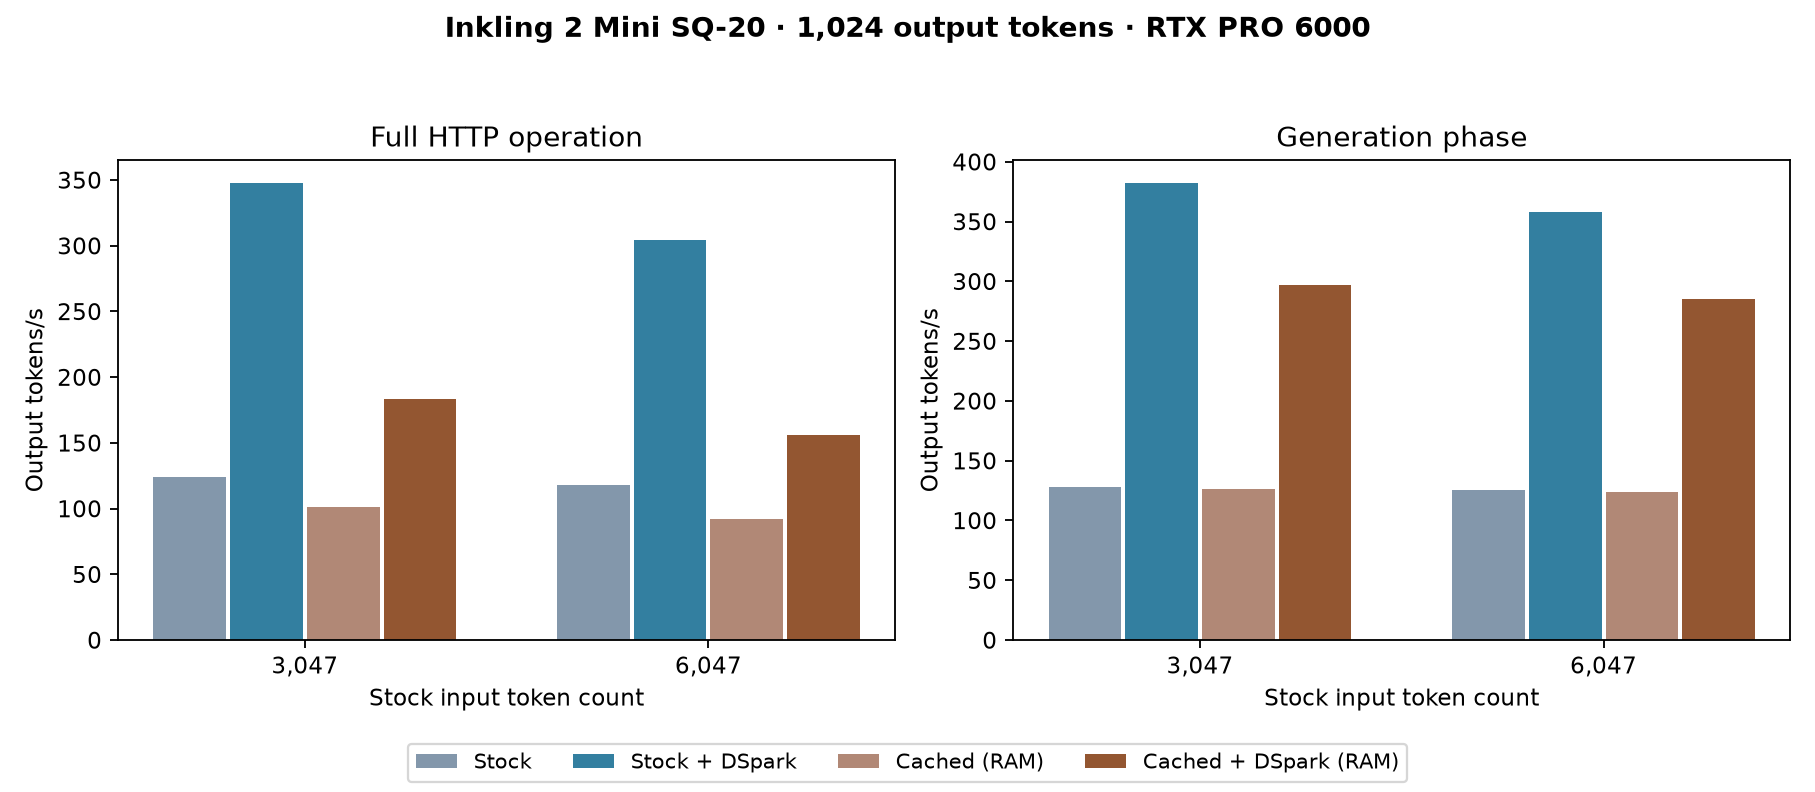 Inkling 2 Mini SQ-20 · 1,024 output tokens · RTX PRO 6000
Full HTTP operation
Output tokens/s
350
300
250
200
150
100
50
0
3,047 6,047
Stock input token count
Generation phase
Output tokens/s
400
350
300
250
200
150
100
50
0
3,047 6,047
Stock input token count
Stock Stock + DSpark Cached (RAM) Cached + DSpark (RAM)